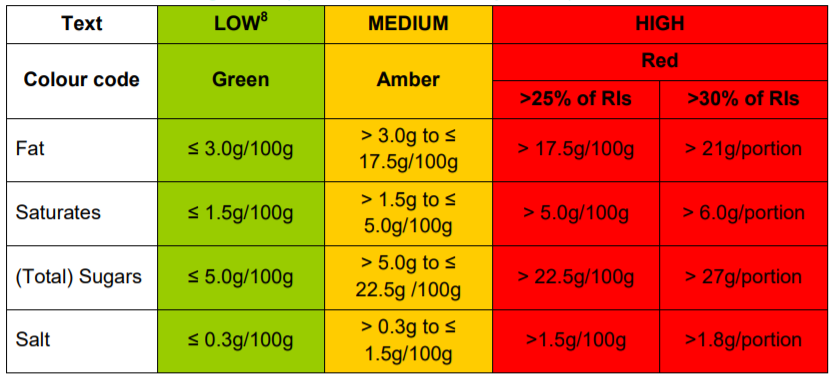 Text LOW8 MEDIUM HIGH
Colour code Green Amber Red
>25% of RIs >30% of RIs
Fat ≤ 3.0g/100g > 3.0g to ≤
17.5g/100g > 17.5g/100g > 21g/portion
Saturates ≤ 1.5g/100g > 1.5g to ≤
5.0g/100g > 5.0g/100g > 6.0g/portion
(Total) Sugars ≤ 5.0g/100g > 5.0g to ≤
22.5g /100g > 22.5g/100g > 27g/portion
Salt ≤ 0.3g/100g > 0.3g to ≤
1.5g/100g >1.5g/100g >1.8g/portion